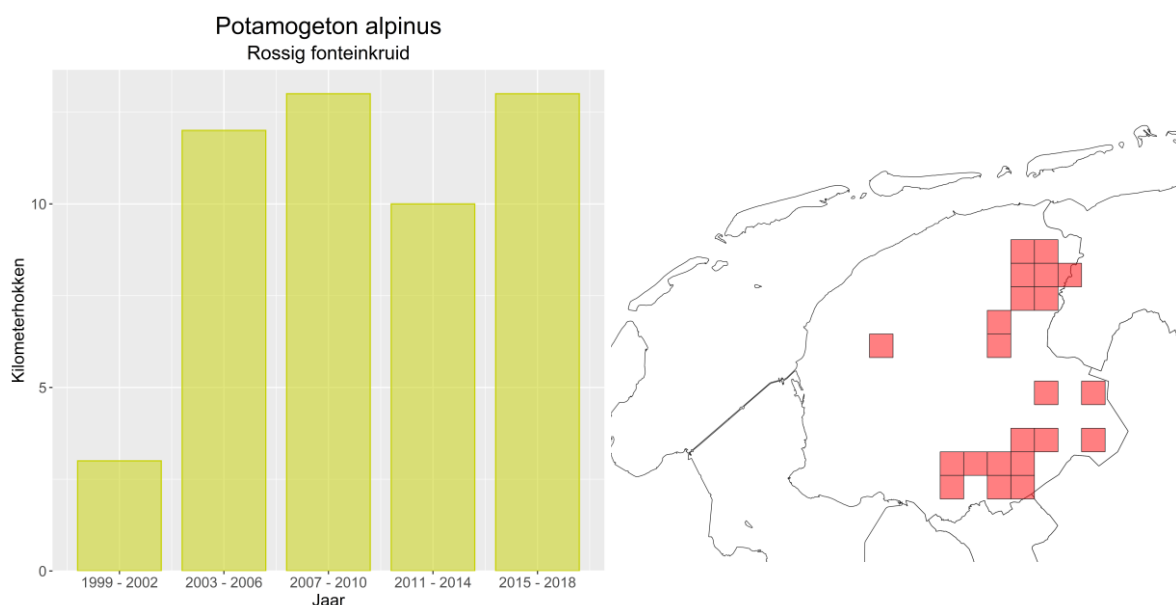 Potamogeton alpinus
Rossig fonteinkruid
Kilometerhokken
10
5
0
1999 - 2002
2003 - 2006
2007 - 2010
2011 - 2014
2015 - 2018
Jaar